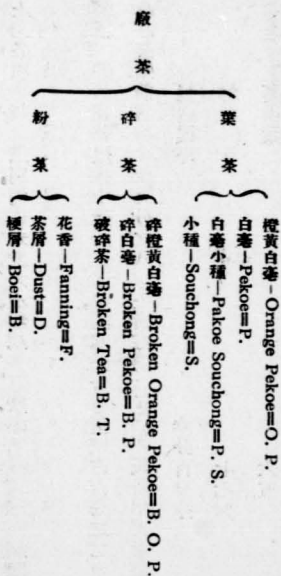 廠茶
葉茶
橙黃白毫—Orange Pekoe=O. P.
白毫—Pekoe=P.
白毫小種—Pakoe Souchong=P. S.
小種—Souchong=S.
碎茶
碎橙黃白毫—Broken Orange Pekoe=B. O. P.
碎白毫—Broken Pekoe=B. P.
破碎茶—Broken Tea=B. T.
粉茶
花香—Fanning=F.
茶屑—Dust=D.
梗屑—Boei=B.